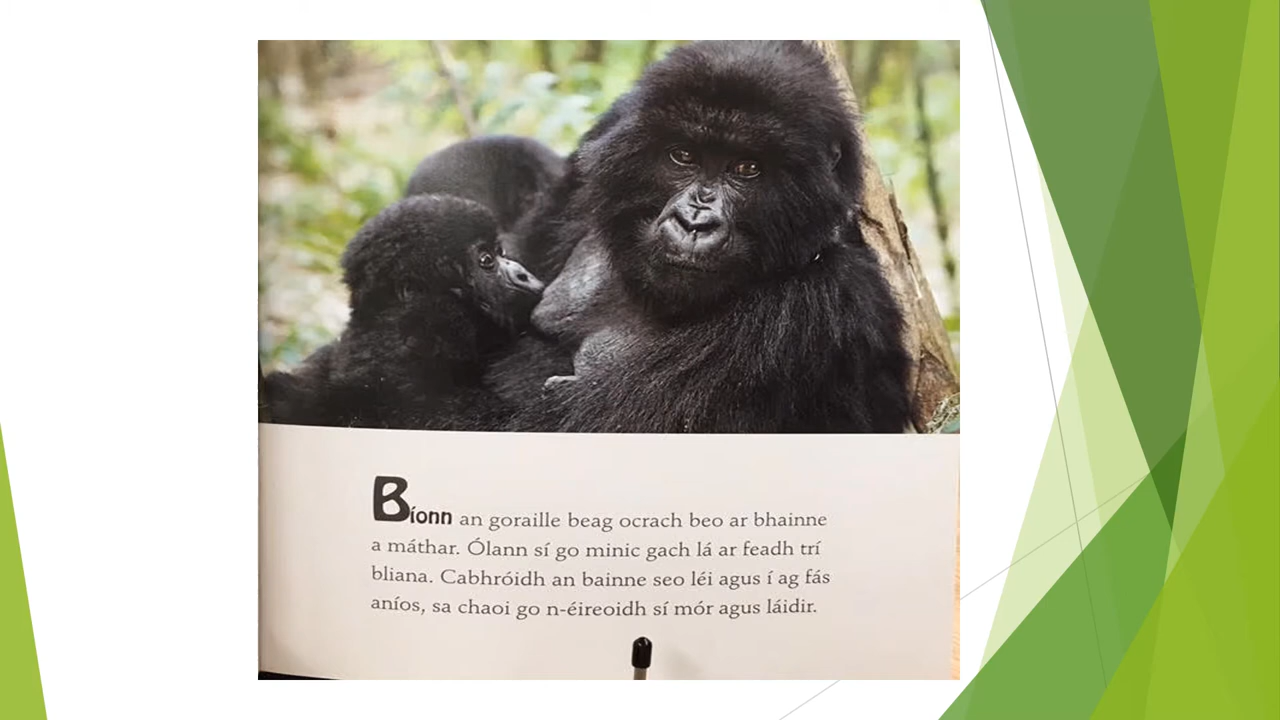 Bíonn an goraille beag ocrach beo ar bhainne
a máthar. Ólann sí go minic gach lá ar feadh trí
bliana. Cabhróidh an bainne seo léi agus í ag fás
aníos, sa chaoi go n-éireoidh sí mór agus láidir.